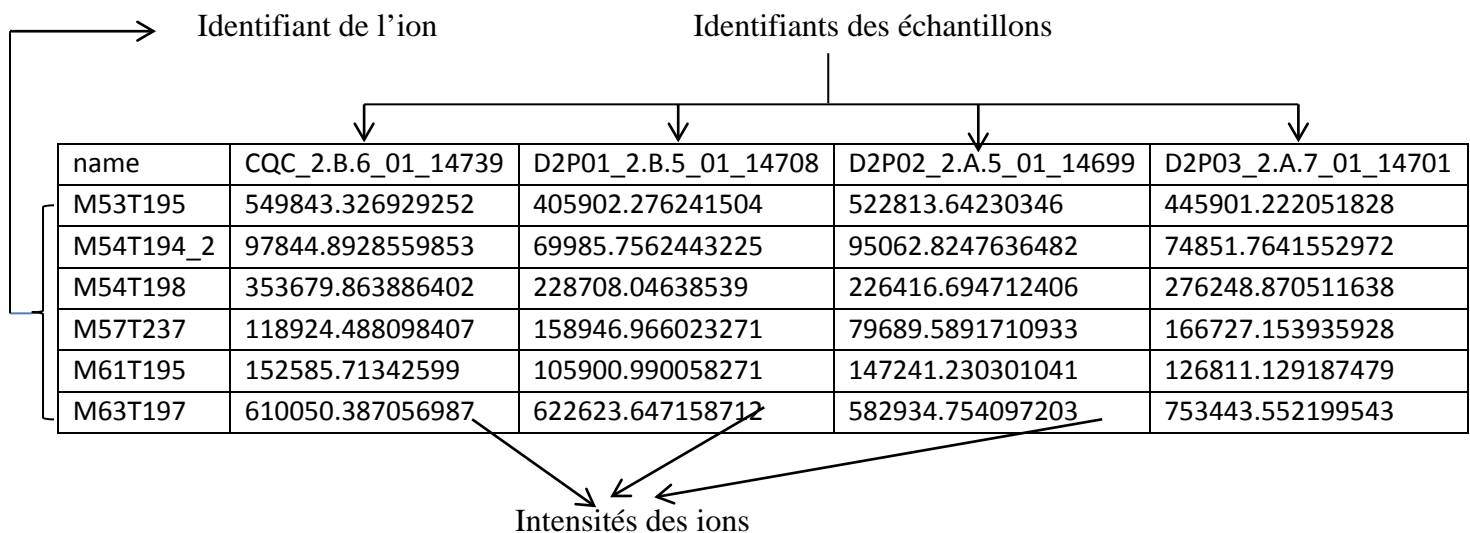 Identifiant de l’ion Identifiants des échantillons
name CQC_2.B.6_01_14739 D2P01_2.B.5_01_14708 D2P02_2.A.5_01_14699 D2P03_2.A.7_01_14701
M53T195 549843.326929252 405902.276241504 522813.64230346 445901.222051828
M54T194_2 97844.8928559853 69985.7562443225 95062.8247636482 74851.7641552972
M54T198 353679.863886402 228708.04638539 226416.694712406 276248.870511638
M57T237 118924.488098407 158946.966023271 79689.5891710933 166727.153935928
M61T195 152585.71342599 105900.990058271 147241.230301041 126811.129187479
M63T197 610050.387056987 622623.647158712 582934.754097203 753443.552199543
Intensités des ions